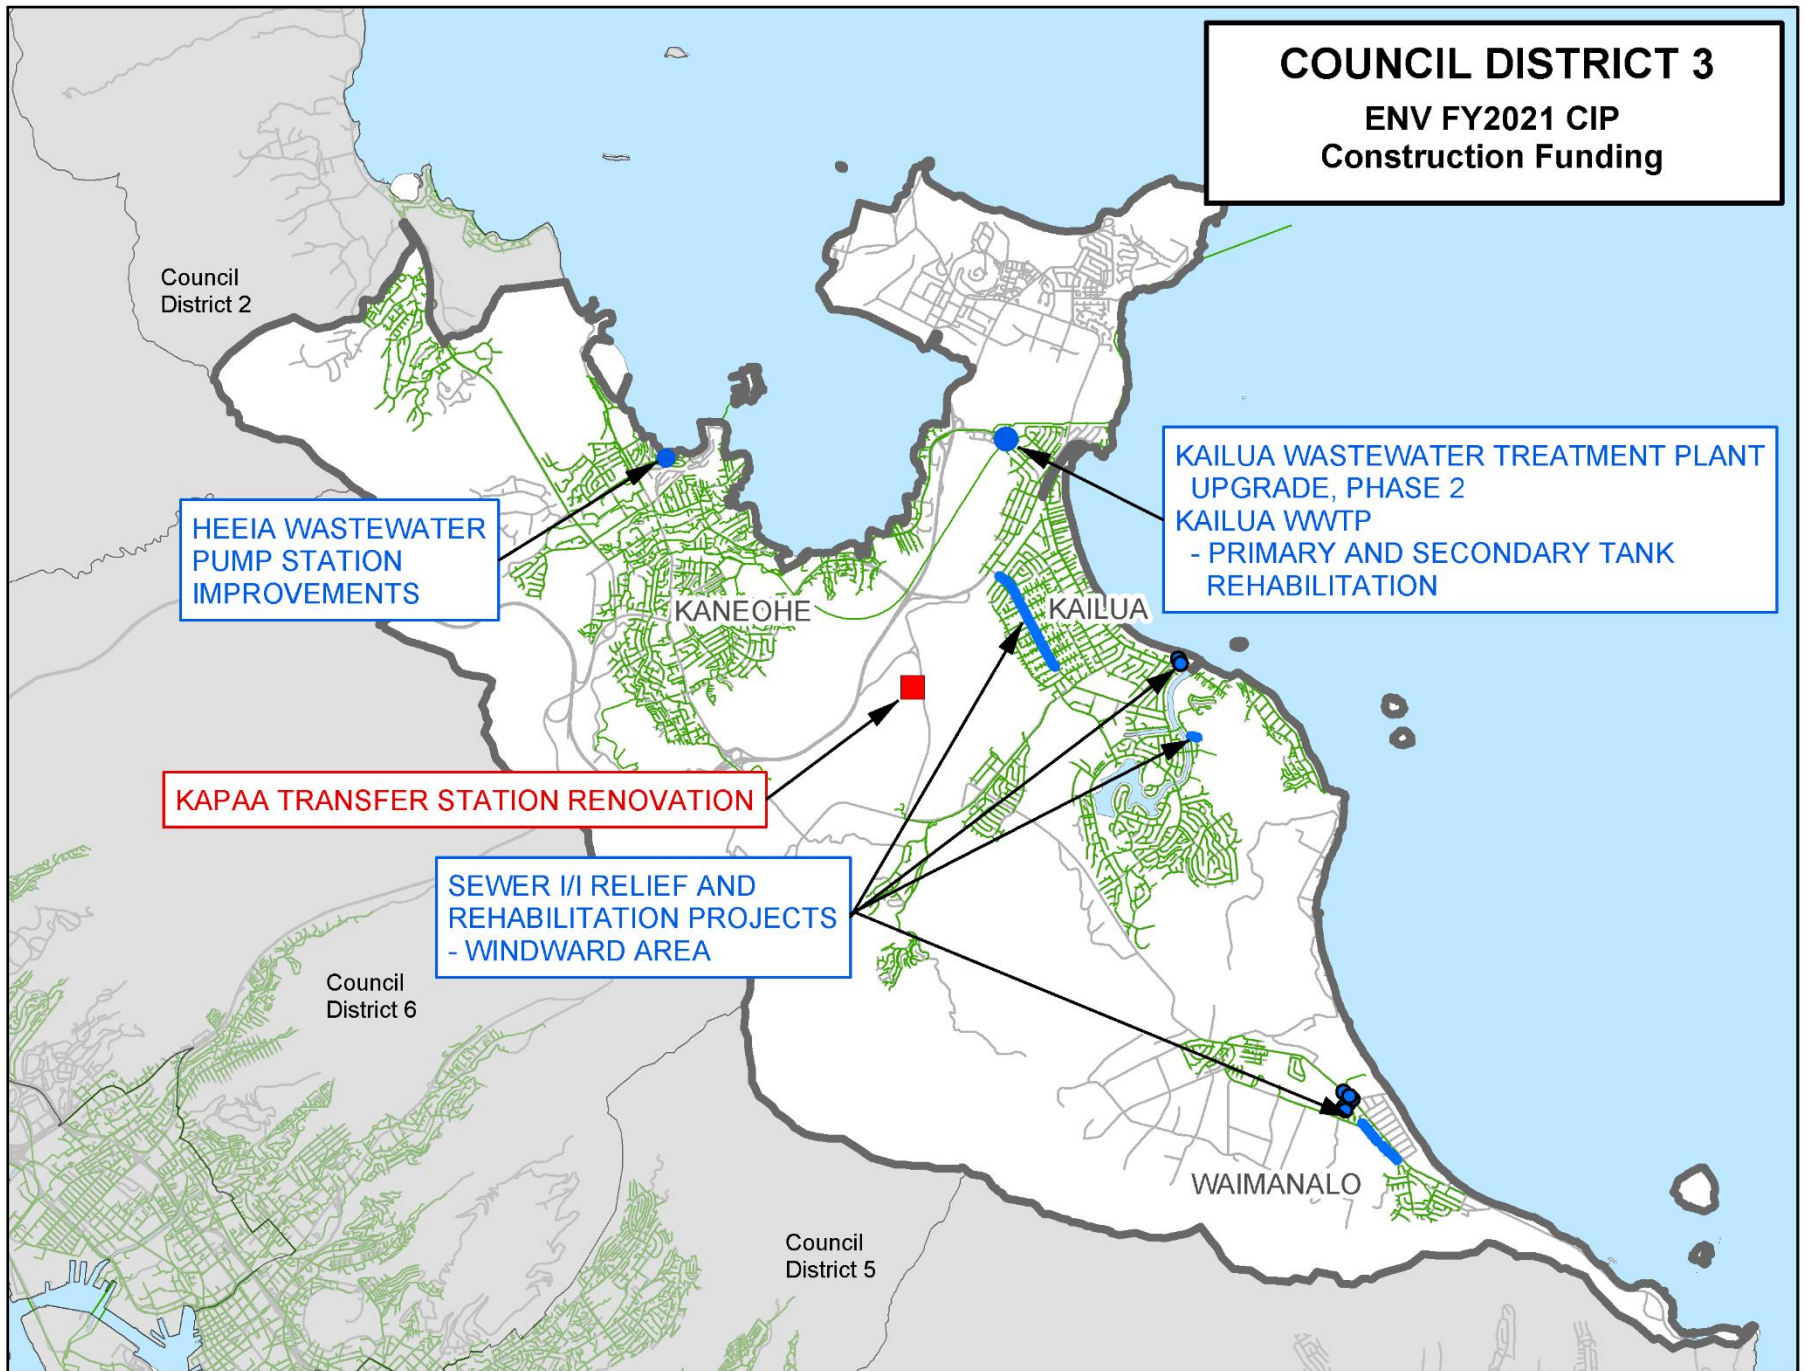 COUNCIL DISTRICT 3
ENV FY2021 CIP
Construction Funding
Council
District 2
KAILUA WASTEWATER TREATMENT PLANT
UPGRADE, PHASE 2
KAILUA WWTP
- PRIMARY AND SECONDARY TANK
REHABILITATION
HEEIA WASTEWATER
PUMP STATION
IMPROVEMENTS
KANEOHE
KAILUA
KAPAA TRANSFER STATION RENOVATION
SEWER I/I RELIEF AND
REHABILITATION PROJECTS
- WINDWARD AREA
Council
District 6
WAIMANALO
Council
District 5